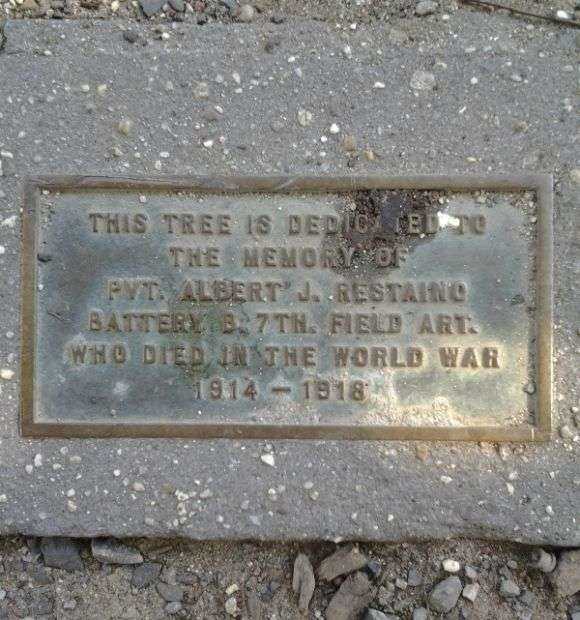 THIS TREE IS DEDICATED TO
THE MEMORY OF
PVT. ALBERT J. RESTAINO
BATTERY B. 7TH. FIELD ART.
WHO DIED IN THE WORLD WAR
1914 – 1918